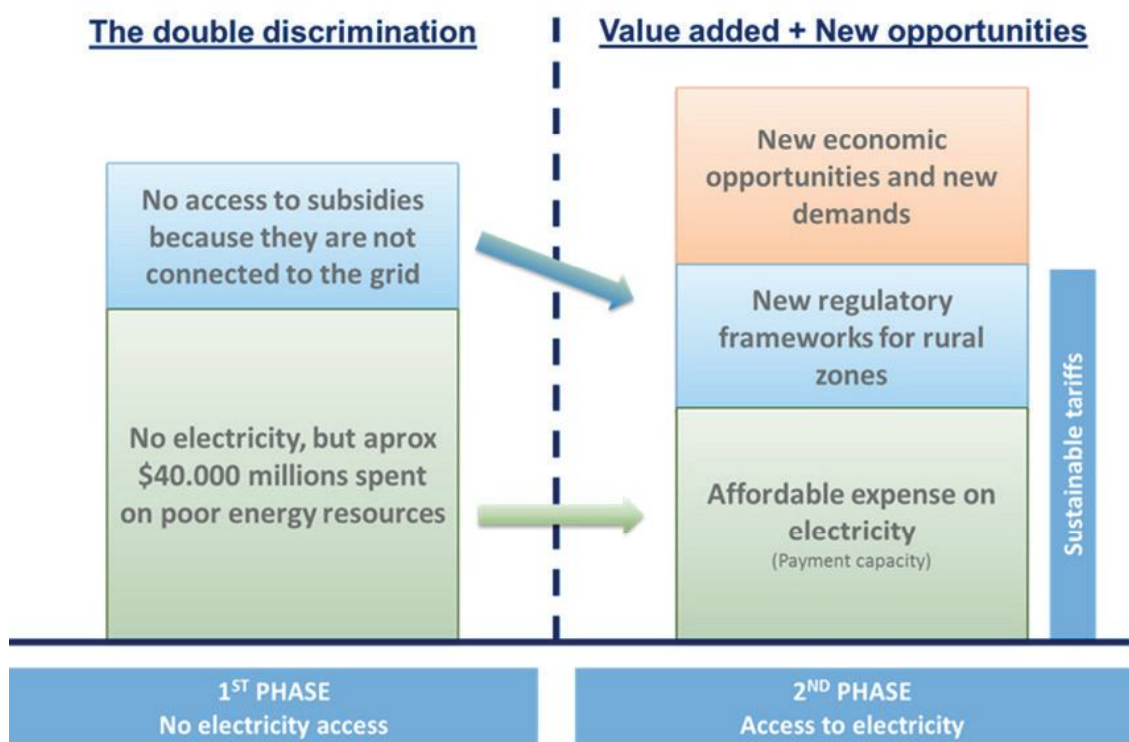 The double discrimination
Value added + New opportunities
No access to subsidies
because they are not
connected to the grid
No electricity, but aprox
$40.000 millions spent
on poor energy resources
New economic
opportunities and new
demands
New regulatory
frameworks for rural
zones
Affordable expense on
electricity
(Payment capacity)
Sustainable tariffs
1ST PHASE
No electricity access
2ND PHASE
Access to electricity